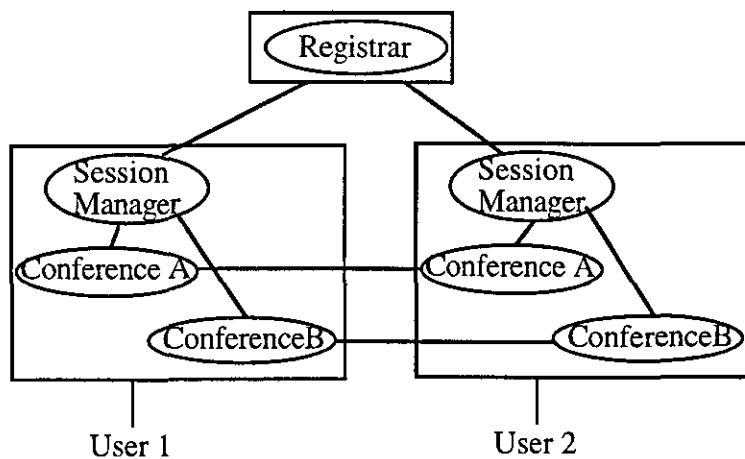 Registrar
Session
Manager
Session
Manager
Conference A
Conference A
ConferenceB
ConferenceB
User 1
User 2